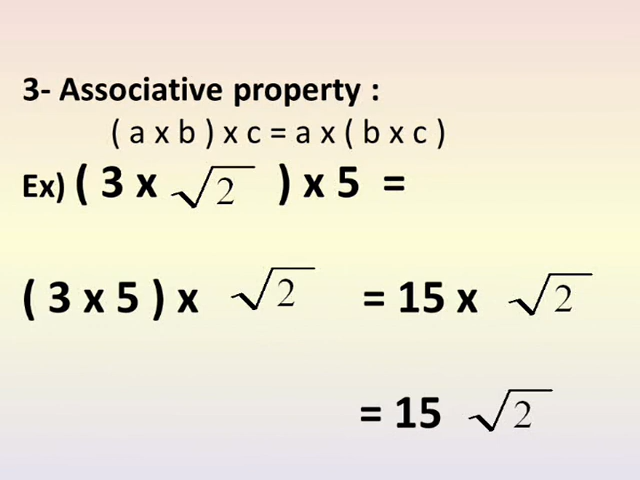 3- Associative property :
( a x b ) x c = a x ( b x c )
Ex) ( 3 x √2 ) x 5 =
( 3 x 5 ) x √2 = 15 x √2
= 15 √2